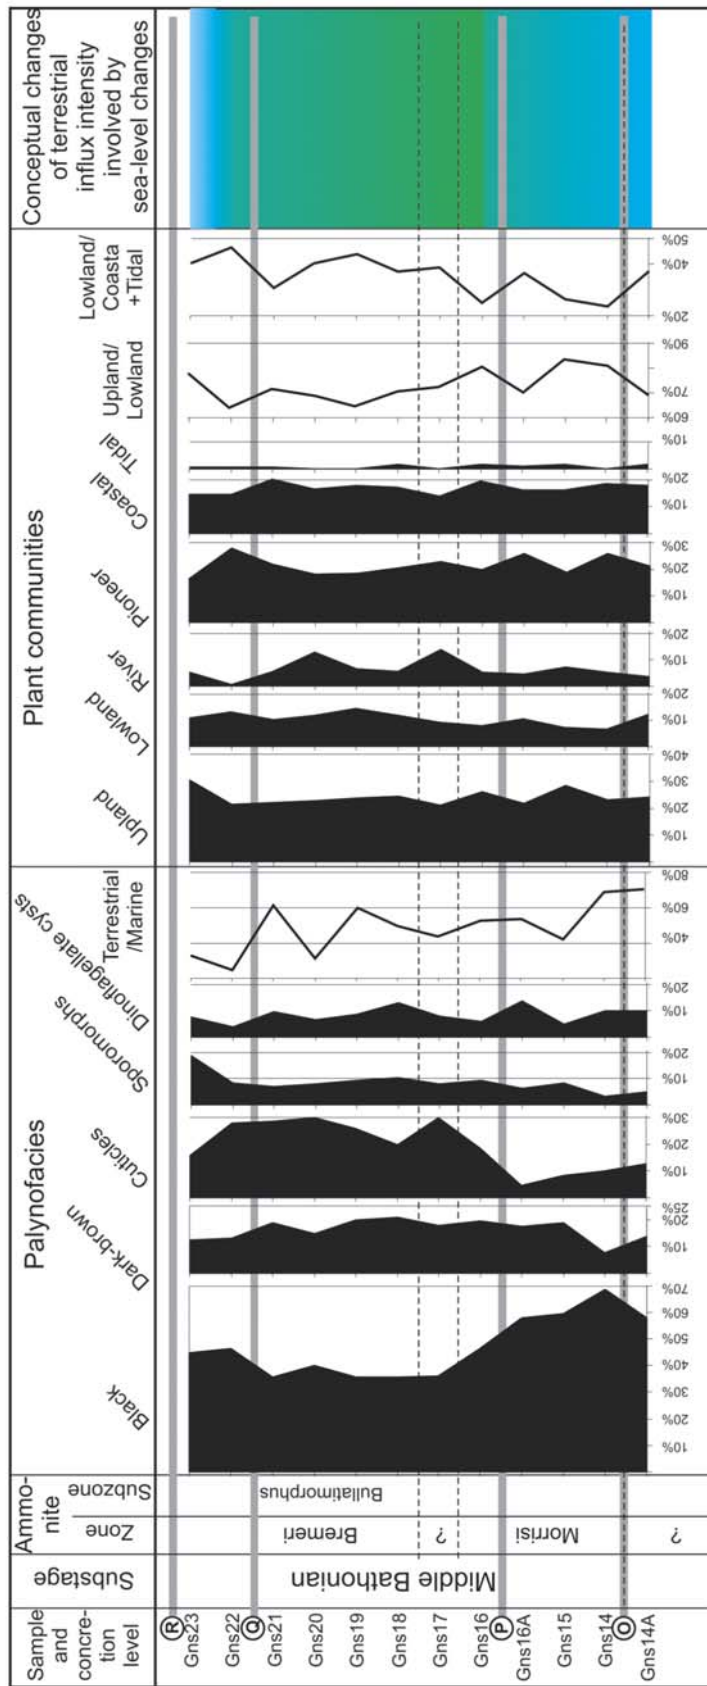 Conceptual changes
of terrestrial
influx intensity
involved by
sea-level changes
Plant communities
Lowland/
Coasta
+Tidal
Upland/
Lowland
Tidal
Coastal
Pioneer
River
Lowland
Upland
50%
40%
20%
90%
70%
60%
10%
20%
10%
30%
20%
10%
20%
10%
20%
10%
40%
30%
20%
10%
Palynofacies
Terrestrial
/Marine
Dinoflagellate cysts
Sporomorphs
Cuticles
Dark-brown
Black
80%
60%
40%
20%
10%
20%
10%
30%
20%
10%
25%
20%
10%
70%
60%
50%
40%
30%
20%
10%
Ammo-
nite
Subzone
Zone
Bullatimorphus
Bremeri
?
Morrisi
?
Substage
Middle Bathonian
Sample
and
concre-
tion
level
R
Gns23
Gns22
Q
Gns21
Gns20
Gns19
Gns18
Gns17
Gns16
P
Gns16A
Gns15
Gns14
O
Gns14A